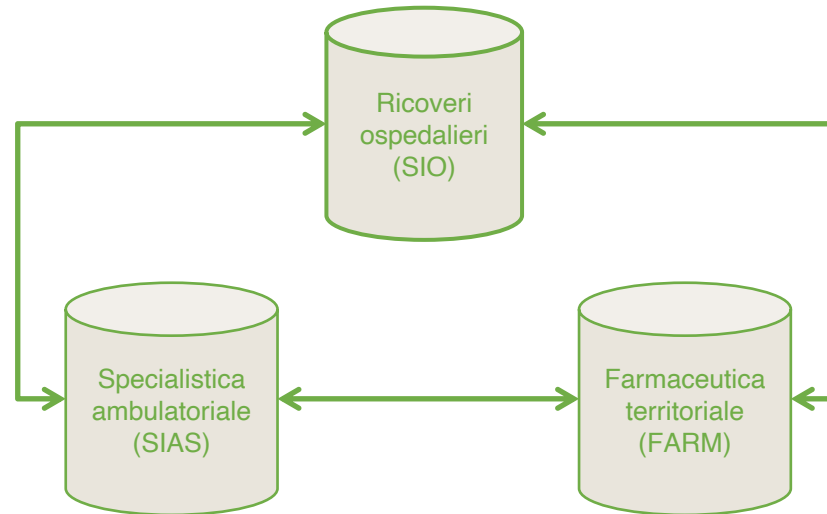 Ricoveri
ospedalieri
(SIO)
Specialistica
ambulatoriale
(SIAS)
Farmaceutica
territoriale
(FARM)